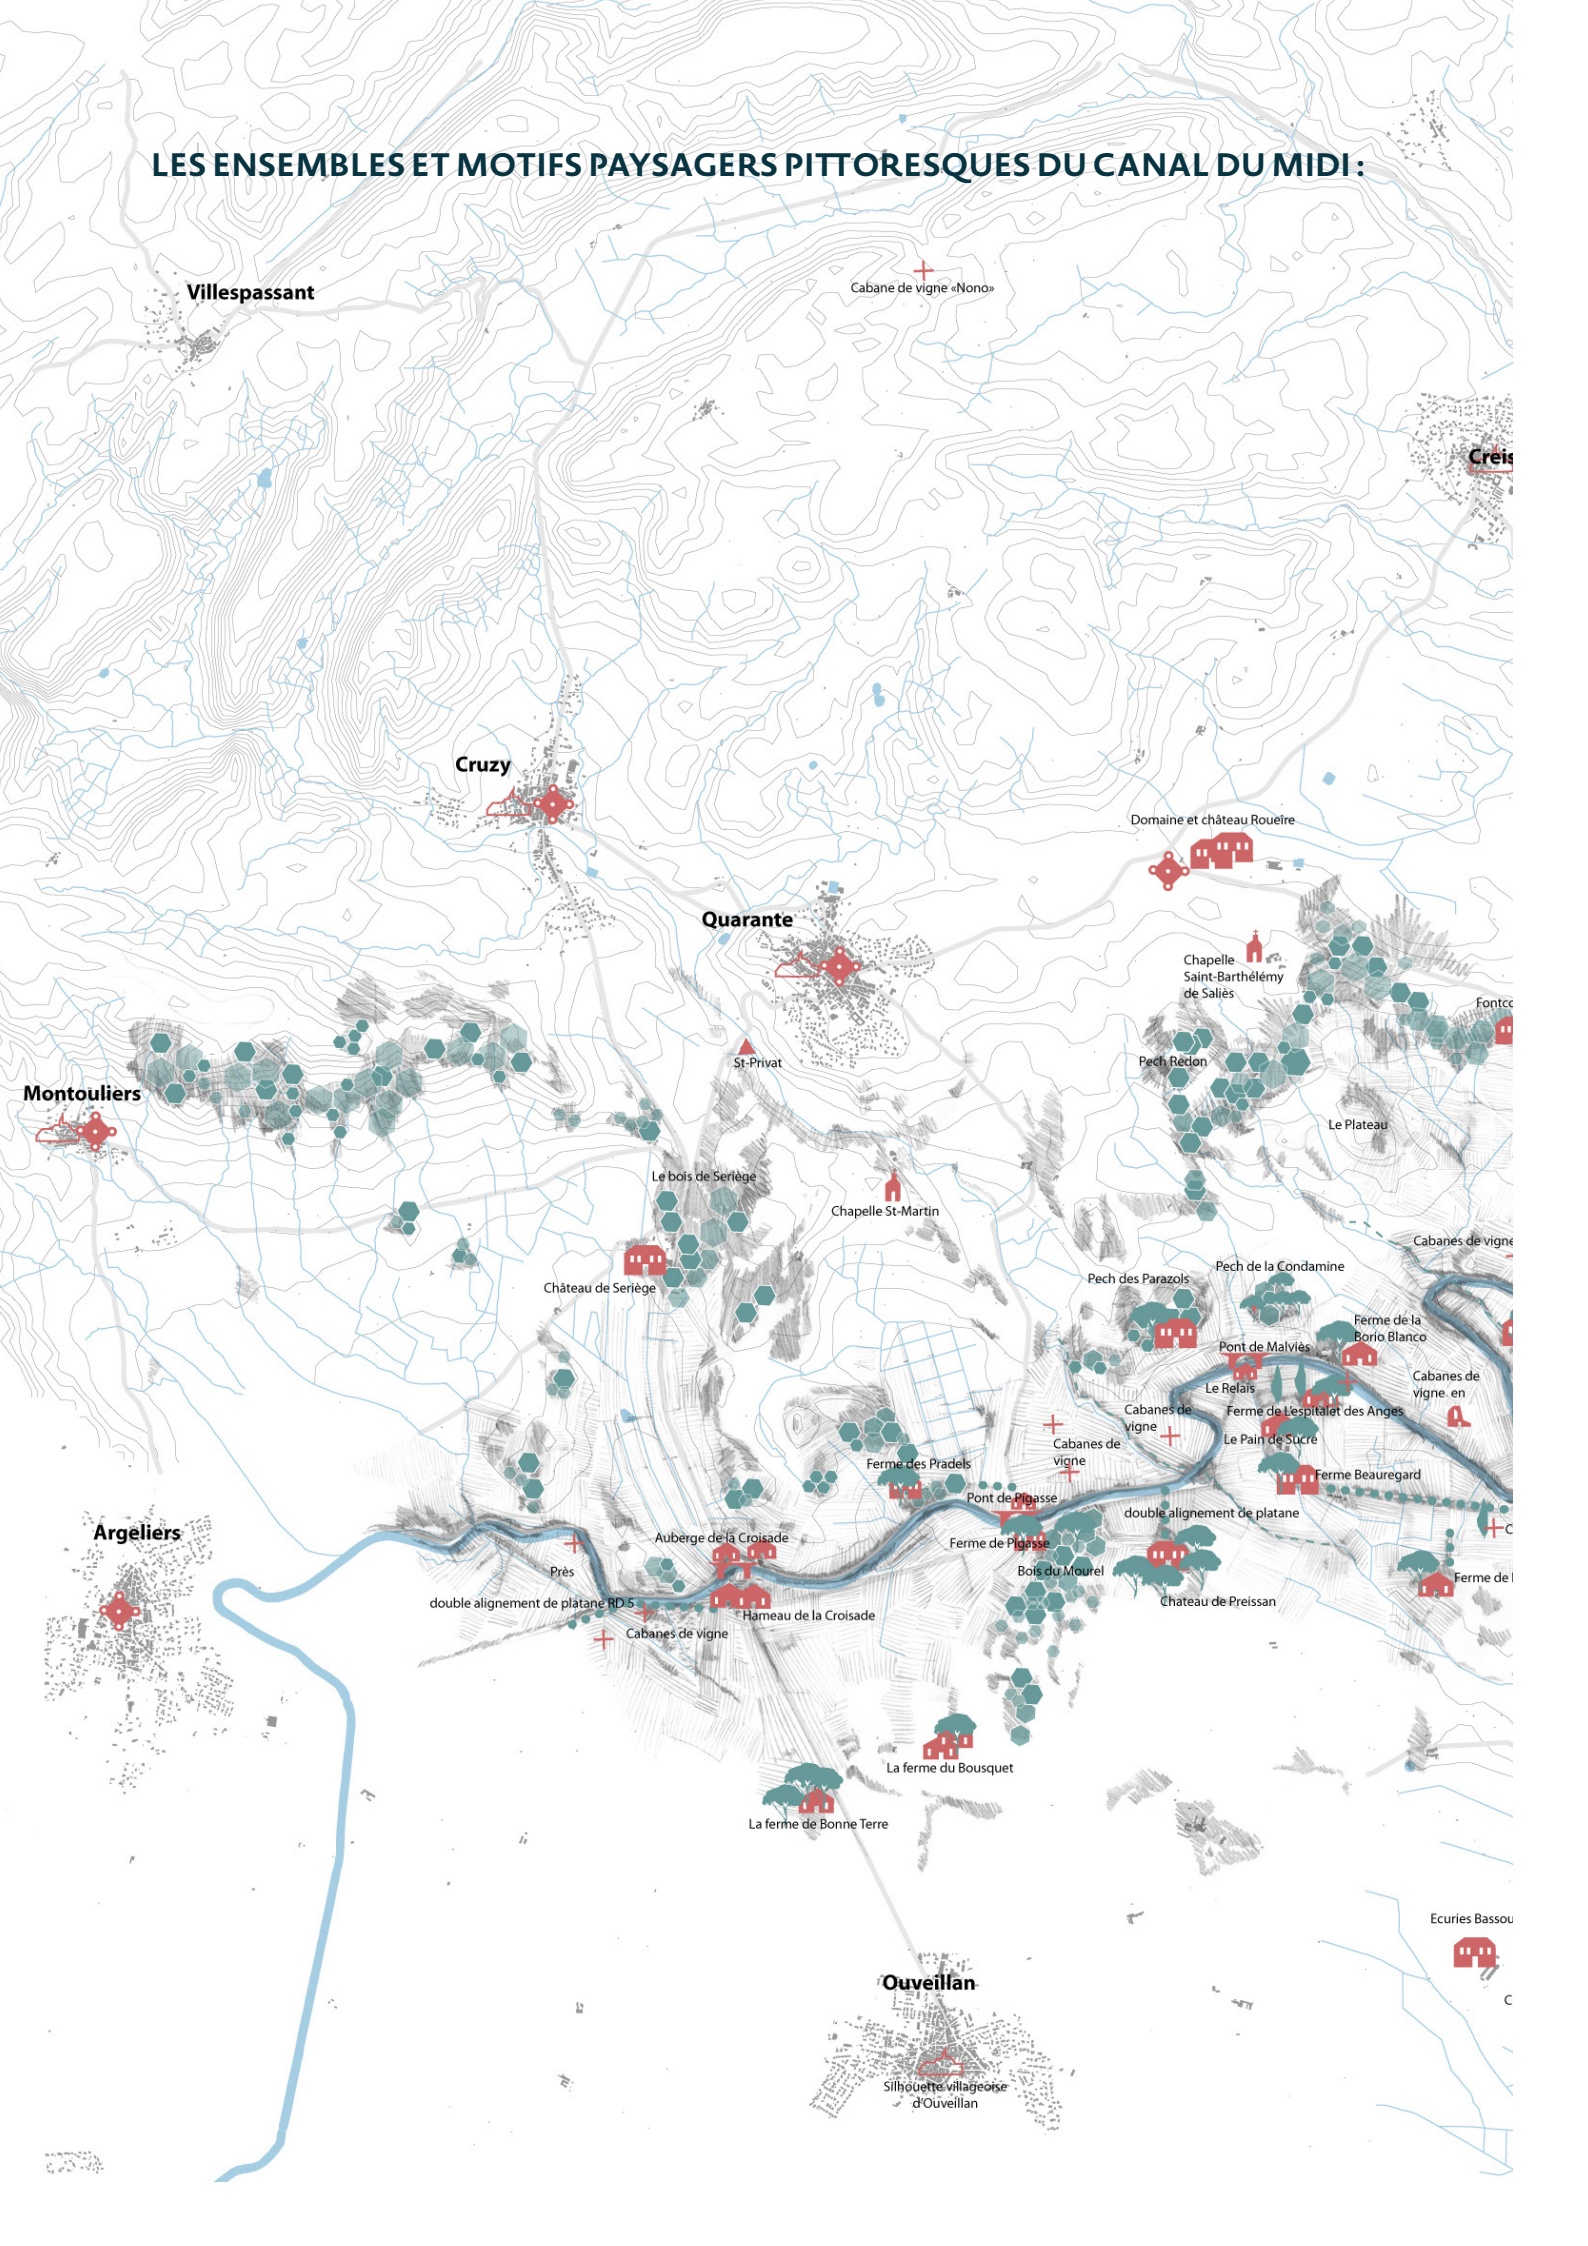 LES ENSEMBLES ET MOTIFS PAYSAGERS PITTORESQUES DU CANAL DU MIDI :
Villespassant
Cabane de vigne «Nono»
Creis
Cruzy
Domaine et château Roueïre
Quarante
Chapelle
Saint-Barthélémy
de Saliès
Fontco
St-Privat
Pech Redon
Montouliers
Le Plateau
Le bois de Seriège
Chapelle St-Martin
Cabanes de vigne
Pech de la Condamine
Pech des Parazols
Château de Seriège
Ferme de la
Borio Blanco
Pont de Malviès
Le Relais
Cabanes de
vigne en
Cabanes de
vigne
Ferme de L'espitalet des Anges
Le Pain de Sucre
Cabanes de
vigne
Ferme des Pradels
Ferme Beauregard
Pont de Pigasse
double alignement de platane
Argeliers
Auberge de la Croisade
Ferme de Pigasse
C
Près
Bois du Mourel
Ferme de
double alignement de platane RD 5
Chateau de Preissan
Hameau de la Croisade
Cabanes de vigne
La ferme du Bousquet
La ferme de Bonne Terre
Ecuries Bassou
Ouveillan
C
Silhouette villageoise
d'Ouveillan